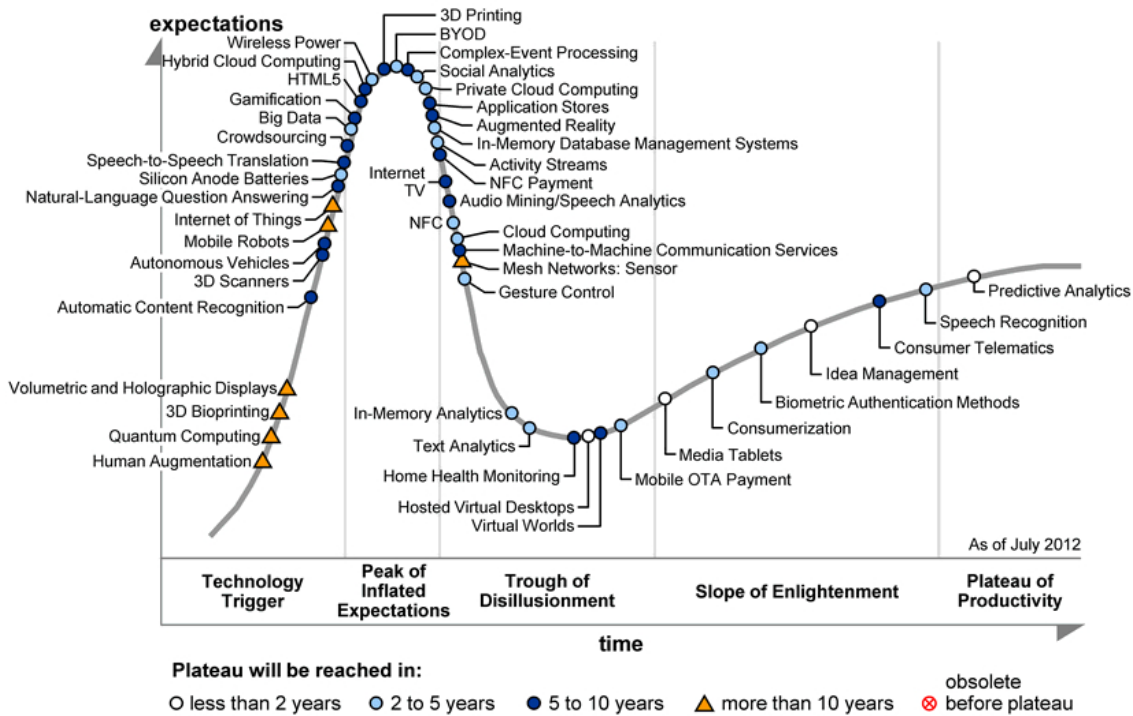 expectations
3D Printing
BYOD
Wireless Power
Complex-Event Processing
Hybrid Cloud Computing
Social Analytics
HTML5
Private Cloud Computing
Gamification
Application Stores
Big Data
Augmented Reality
Crowdsourcing
In-Memory Database Management Systems
Speech-to-Speech Translation
Activity Streams
Silicon Anode Batteries
NFC Payment
Natural-Language Question Answering
Internet
TV
Audio Mining/Speech Analytics
Internet of Things
NFC
Mobile Robots
Cloud Computing
Autonomous Vehicles
Machine-to-Machine Communication Services
3D Scanners
Mesh Networks: Sensor
Automatic Content Recognition
Gesture Control
Predictive Analytics
Speech Recognition
Consumer Telematics
Idea Management
Volumetric and Holographic Displays
Biometric Authentication Methods
3D Bioprinting
In-Memory Analytics
Consumerization
Quantum Computing
Text Analytics
Media Tablets
Human Augmentation
Home Health Monitoring
Mobile OTA Payment
Hosted Virtual Desktops
Virtual Worlds
As of July 2012
Technology
Trigger
Peak of
Inflated
Expectations
Trough of
Disillusionment
Slope of Enlightenment
Plateau of
Productivity
time
Plateau will be reached in:
less than 2 years
2 to 5 years
5 to 10 years
more than 10 years
obsolete
before plateau